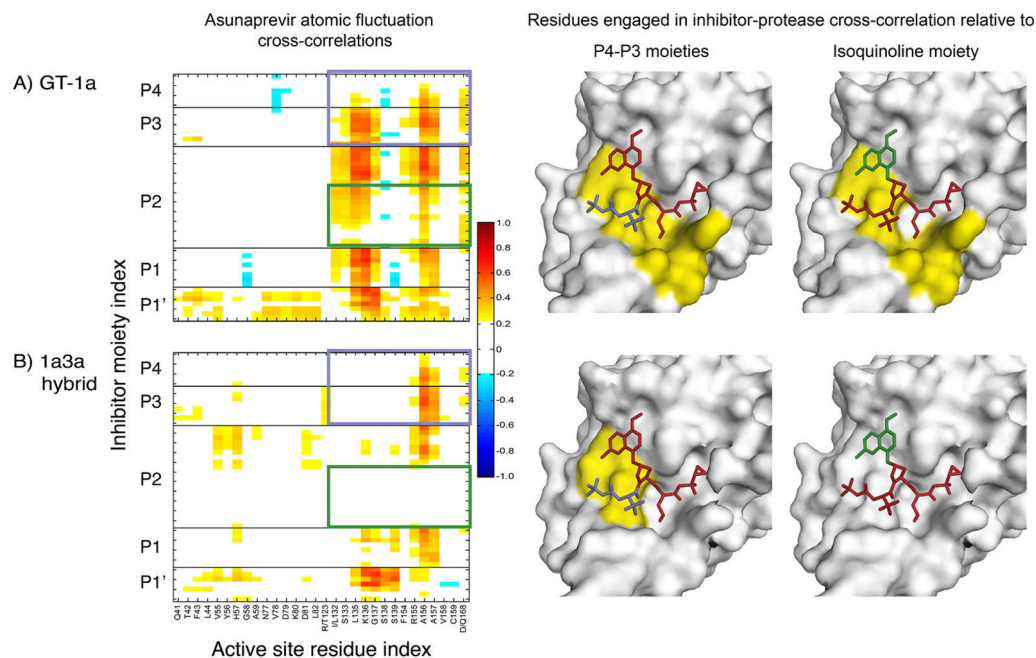 Asunaprevir atomic fluctuation
cross-correlations
Residues engaged in inhibitor-protease cross-correlation relative to
P4-P3 moieties
Isoquinoline moiety
A) GT-1a
P4
P3
P2
P1
P1'
B) 1a3a
hybrid
P4
P3
P2
P1
P1'
Inhibitor moiety index
1.0
0.8
0.6
0.4
0.2
0
-0.2
-0.4
-0.6
-0.8
-1.0
Q41
T42
F43
L44
V55
Y56
H57
G58
A59
N77
V78
D79
K80
D81
L82
R/T123
I/L132
S133
L135
K136
G137
S138
S139
F154
R155
A156
A157
V158
C159
D/Q168
Active site residue index